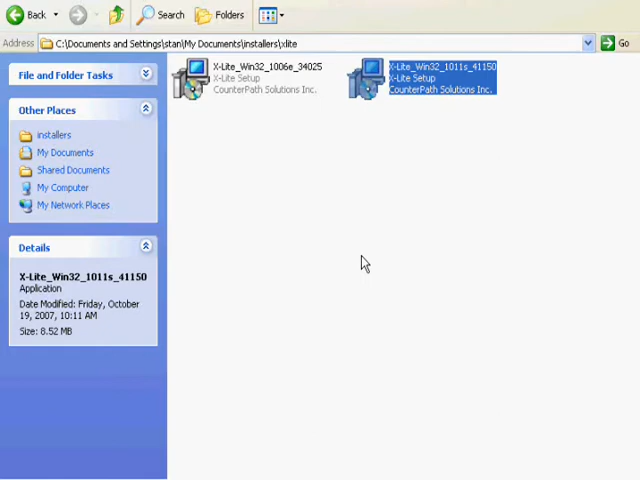 Back
Search
Folders
Address
C:\Documents and Settings\stan\My Documents\installers\xlite
Go
File and Folder Tasks
Other Places
installers
My Documents
Shared Documents
My Computer
My Network Places
Details
X-Lite_Win32_1011s_41150
Application
Date Modified: Friday, October
19, 2007, 10:11 AM
Size: 8.52 MB
X-Lite_Win32_1006e_34025
X-Lite Setup
CounterPath Solutions Inc.
X-Lite_Win32_1011s_41150
X-Lite Setup
CounterPath Solutions Inc.